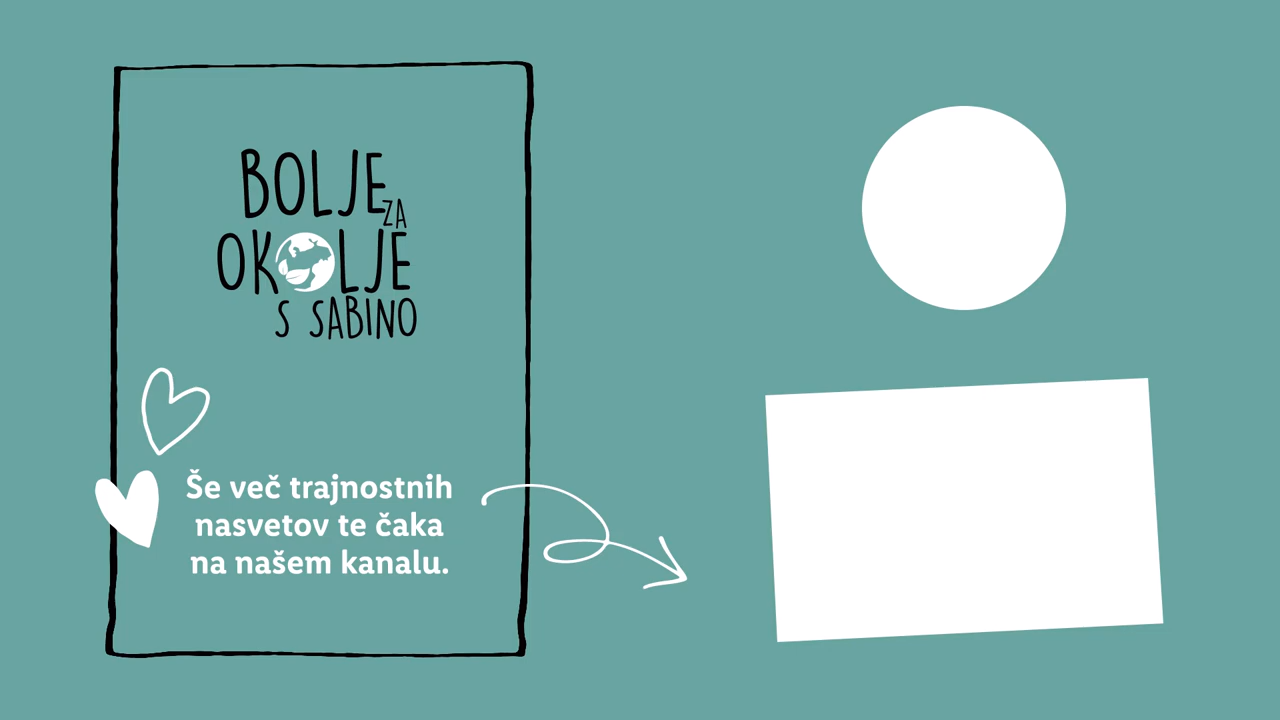 BOLJE
ZA
OKOLJE
S SABINO
Še več trajnostnih
nasvetov te čaka
na našem kanalu.